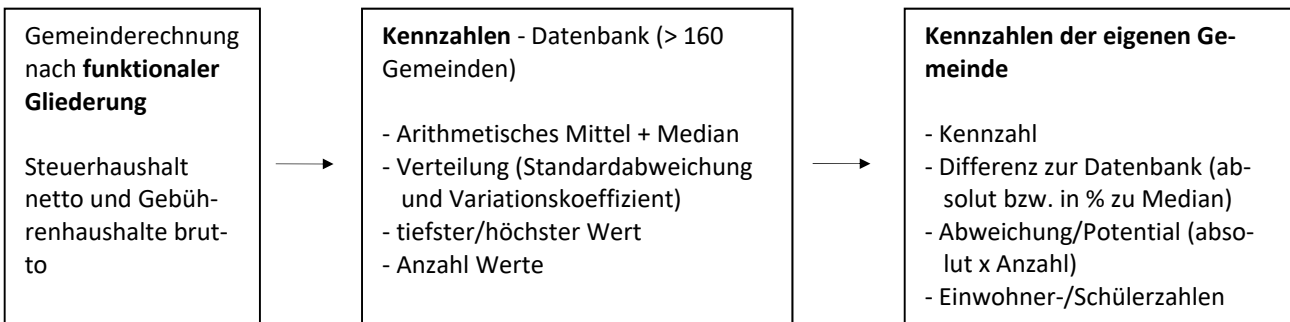 Gemeinderechnung
nach funktionaler
Gliederung
Steuerhaushalt
netto und Gebüh-
renhaushalte brut-
to
Kennzahlen - Datenbank (> 160
Gemeinden)
- Arithmetisches Mittel + Median
- Verteilung (Standardabweichung
und Variationskoeffizient)
- tiefster/höchster Wert
- Anzahl Werte
Kennzahlen der eigenen Ge-
meinde
- Kennzahl
- Differenz zur Datenbank (ab-
solut bzw. in % zu Median)
- Abweichung/Potential (abso-
lut x Anzahl)
- Einwohner-/Schülerzahlen